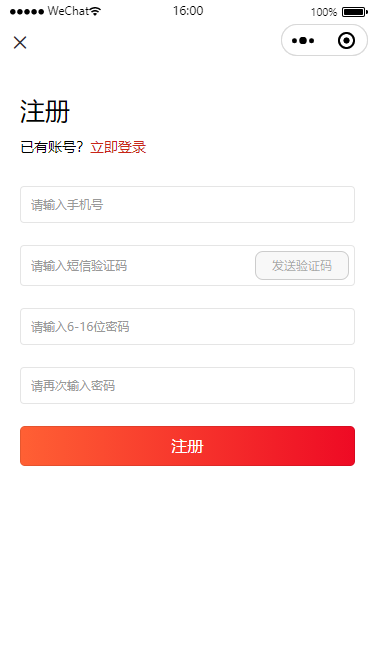 WeChat 16:00 100%
注册
已有账号? 立即登录
请输入手机号
请输入短信验证码 发送验证码
请输入6-16位密码
请再次输入密码
注册